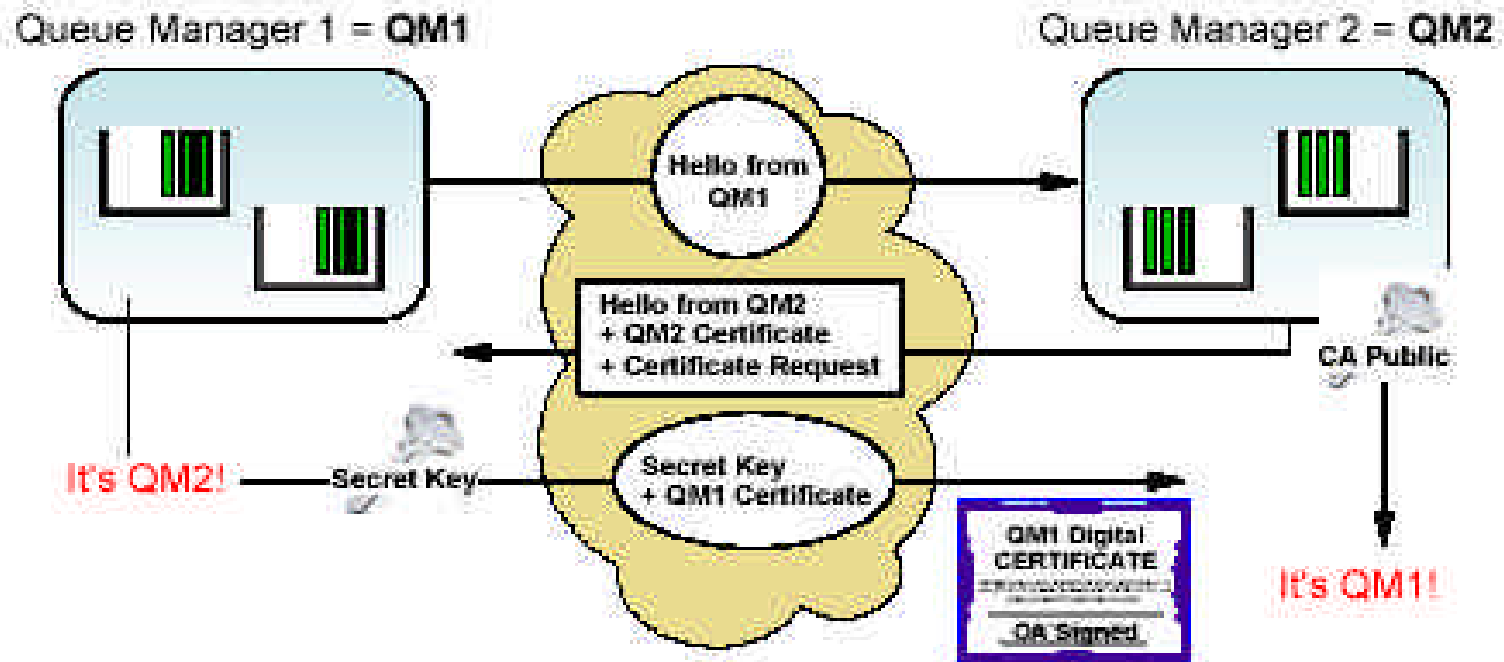 Queue Manager 1 = QM1
Queue Manager 2 = QM2
Hello from
QM1
Hello from QM2
+ QM2 Certificate
+ Certificate Request
CA Public
It's QM2!
Secret Key
Secret Key
+ QM1 Certificate
QM1 Digital
CERTIFICATE
CA Signed
It's QM1!